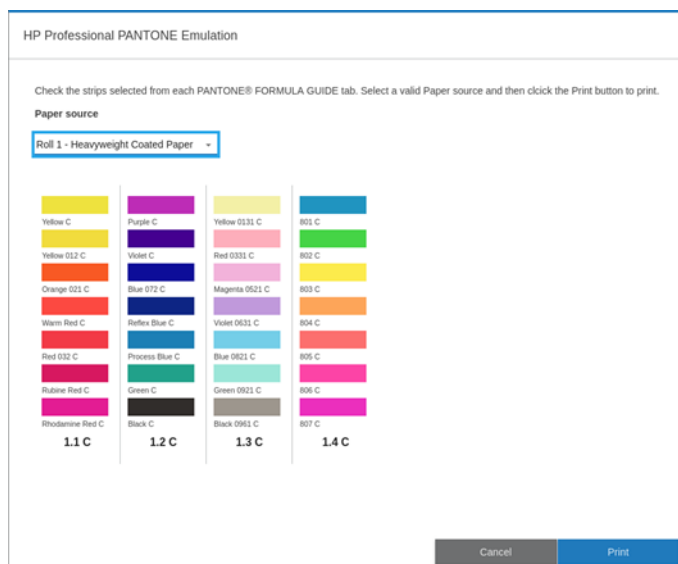 HP Professional PANTONE Emulation
Check the strips selected from each PANTONE® FORMULA GUIDE tab. Select a valid Paper source and then clcick the Print button to print.
Paper source
Roll 1 - Heavyweight Coated Paper
Yellow C
Yellow 012 C
Orange 021 C
Warm Red C
Red 032 C
Rubine Red C
Rhodamine Red C
1.1 C
Purple C
Violet C
Blue 072 C
Reflex Blue C
Process Blue C
Green C
Black C
1.2 C
Yellow 0131 C
Red 0331 C
Magenta 0521 C
Violet 0631 C
Blue 0821 C
Green 0921 C
Black 0961 C
1.3 C
801 C
802 C
803 C
804 C
805 C
806 C
807 C
1.4 C
Cancel
Print